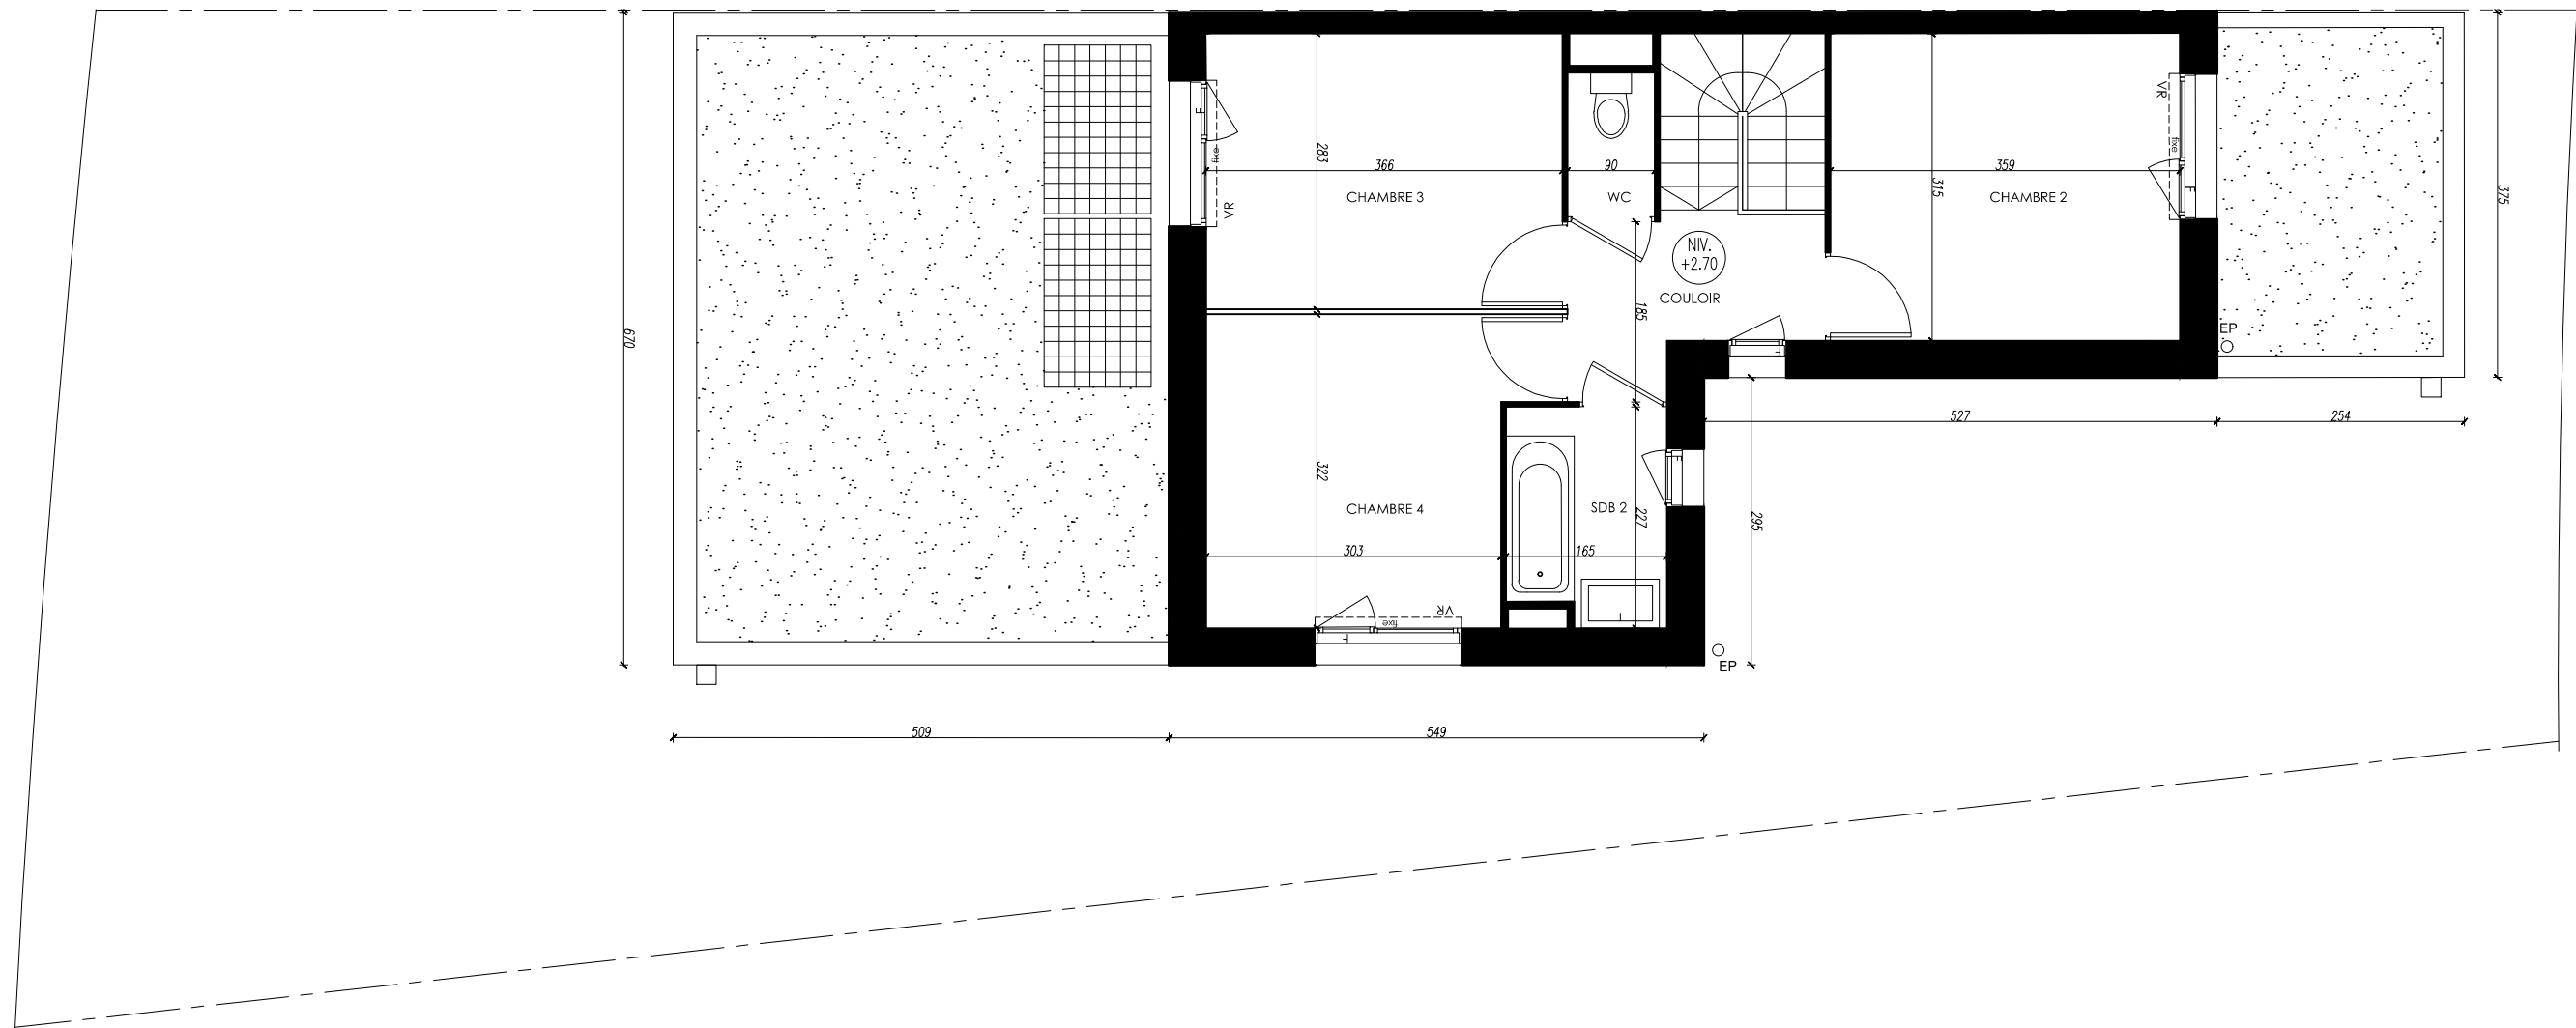 283
366
90
359
315
375
VR
fixe
F
F
fixe
VR
CHAMBRE 3
WC
CHAMBRE 2
NIV.
+2.70
COULOIR
185
EP
670
527
254
322
CHAMBRE 4
SDB 2
227
295
303
165
VR
fixe
F
F
F
EP
509
549